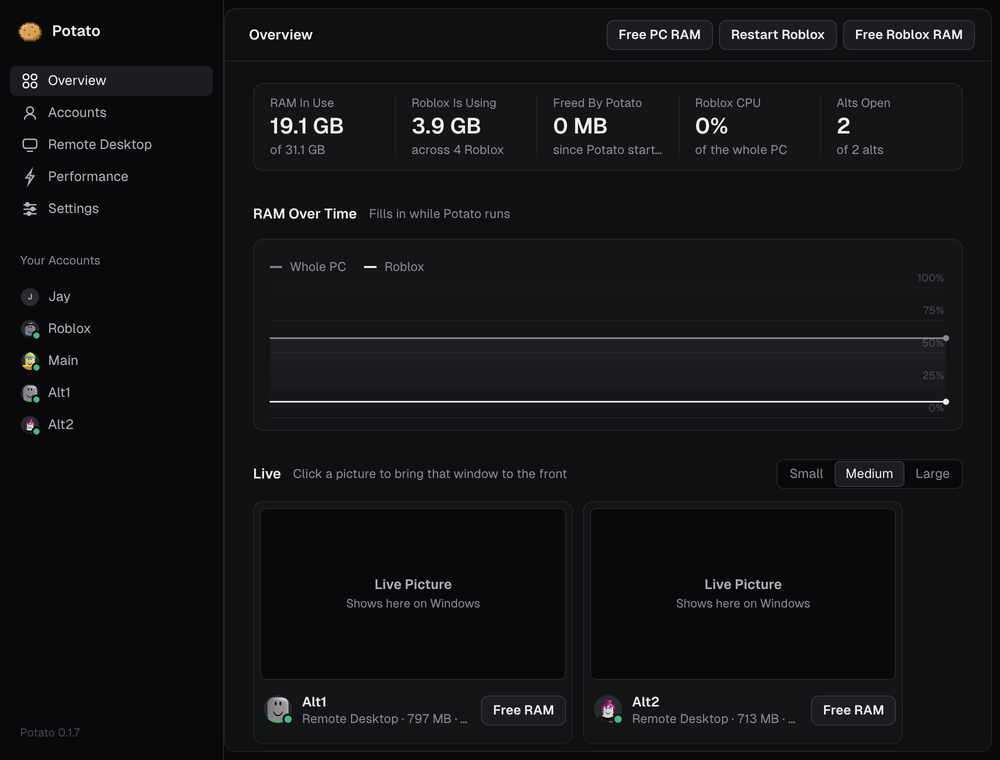 Potato
Overview
Accounts
Remote Desktop
Performance
Settings
Your Accounts
J Jay
Roblox
Main
Alt1
Alt2
Potato 0.1.7
Overview
Free PC RAM
Restart Roblox
Free Roblox RAM
RAM In Use
19.1 GB
of 31.1 GB
Roblox Is Using
3.9 GB
across 4 Roblox
Freed By Potato
0 MB
since Potato start...
Roblox CPU
0%
of the whole PC
Alts Open
2
of 2 alts
RAM Over Time Fills in while Potato runs
Whole PC Roblox
100%
75%
50%
25%
0%
Live Click a picture to bring that window to the front
Small Medium Large
Live Picture
Shows here on Windows
Alt1
Remote Desktop · 797 MB · ...
Free RAM
Live Picture
Shows here on Windows
Alt2
Remote Desktop · 713 MB · ...
Free RAM